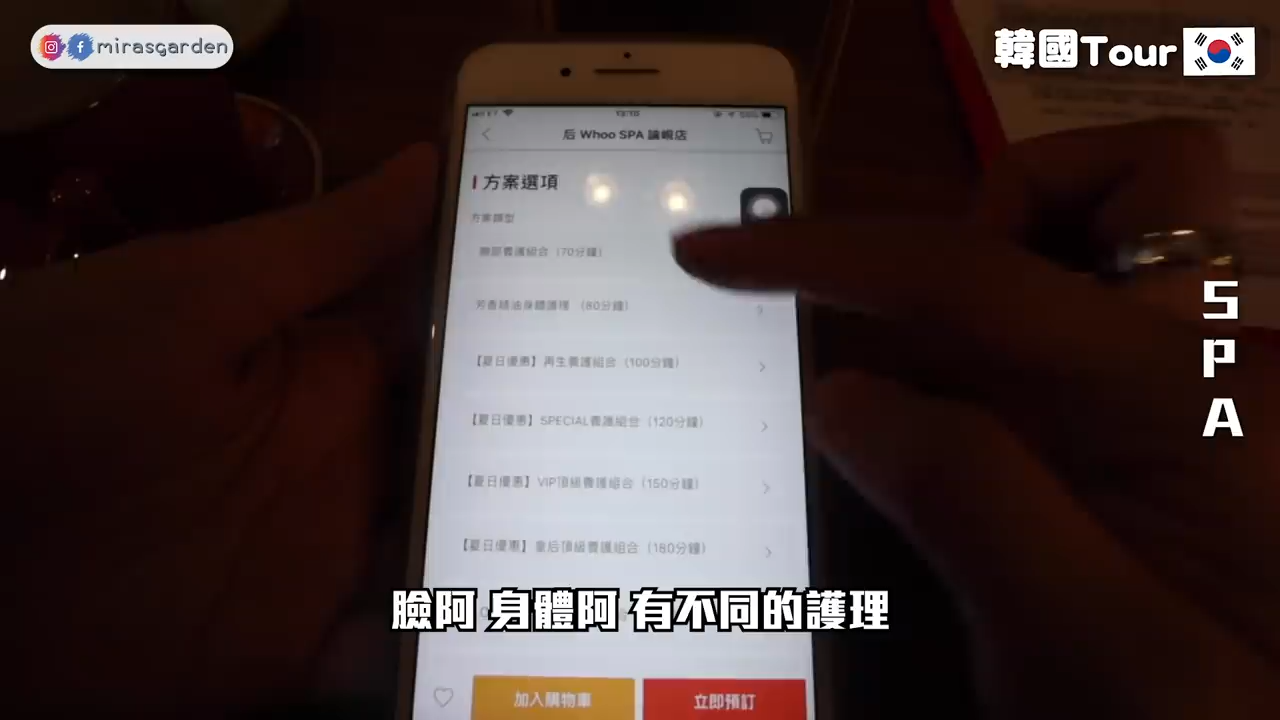 mirasgarden
韓國Tour
13:10
后 Whoo SPA 論峴店
方案選項
方案類型
臉部養護組合（70分鐘）
芳香精油身體護理 （80分鐘）
【夏日優惠】再生養護組合（100分鐘）
【夏日優惠】SPECIAL養護組合（120分鐘）
【夏日優惠】VIP頂級養護組合（150分鐘）
【夏日優惠】皇后頂級養護組合（180分鐘）
SPA
臉阿 身體阿 有不同的護理
加入購物車
立即預訂